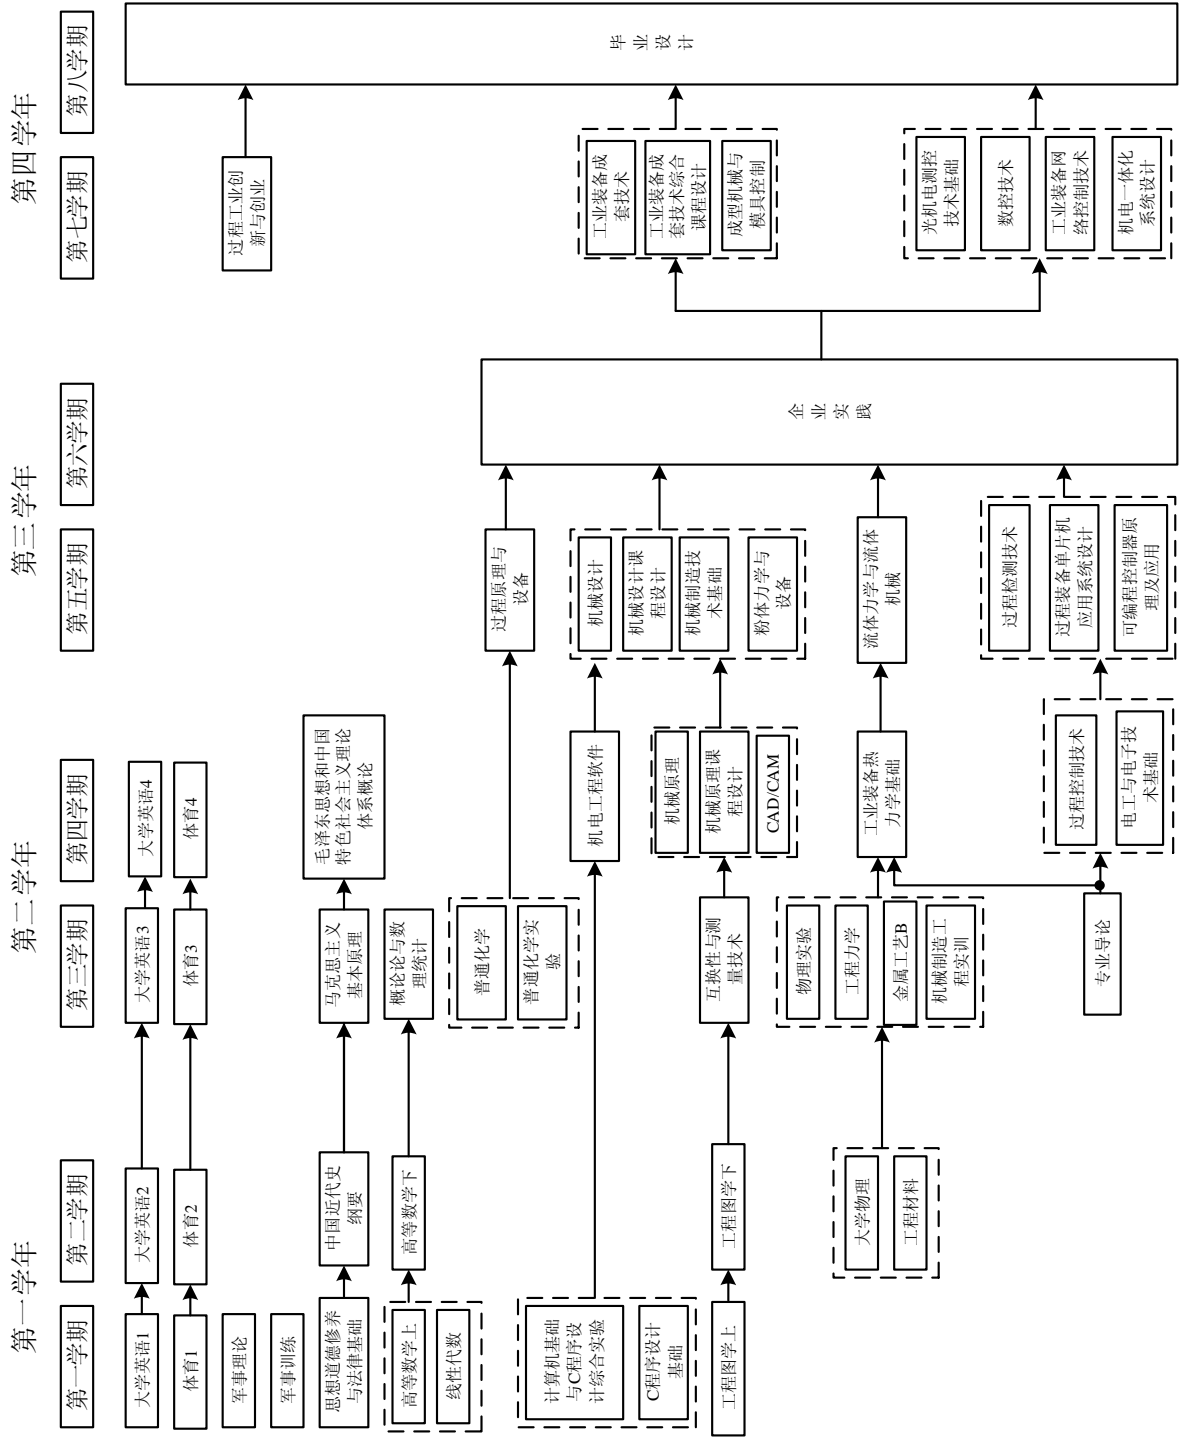 第一学年
第二学年
第三学年
第四学年
第一学期
第二学期
第三学期
第四学期
第五学期
第六学期
第七学期
第八学期
大学英语1
大学英语2
大学英语3
大学英语4
体育1
体育2
体育3
体育4
军事理论
过程工业创
新与创业
军事训练
思想道德修养
与法律基础
中国近代史
纲要
马克思主义
基本原理
毛泽东思想和中国
特色社会主义理论
体系概论
高等数学上
线性代数
高等数学下
概论论与数
理统计
普通化学
普通化学实
验
过程原理与
设备
计算机基础
与C程序设
计综合实验
C程序设计
基础
机电工程软件
机械设计
机械设计课
程设计
机械制造技
术基础
粉体力学与
设备
工程图学上
工程图学下
互换性与测
量技术
机械原理
机械原理课
程设计
CAD/CAM
大学物理
工程材料
物理实验
工程力学
金属工艺B
机械制造工
程实训
工业装备热
力学基础
流体力学与流体
机械
专业导论
过程控制技术
电工与电子技
术基础
过程检测技术
过程装备单片机
应用系统设计
可编程控制器原
理及应用
企业实践
工业装备成
套技术
工业装备成
套技术综合
课程设计
成型机械与
模具控制
光机电测控
技术基础
数控技术
工业装备网
络控制技术
机电一体化
系统设计
毕业设计